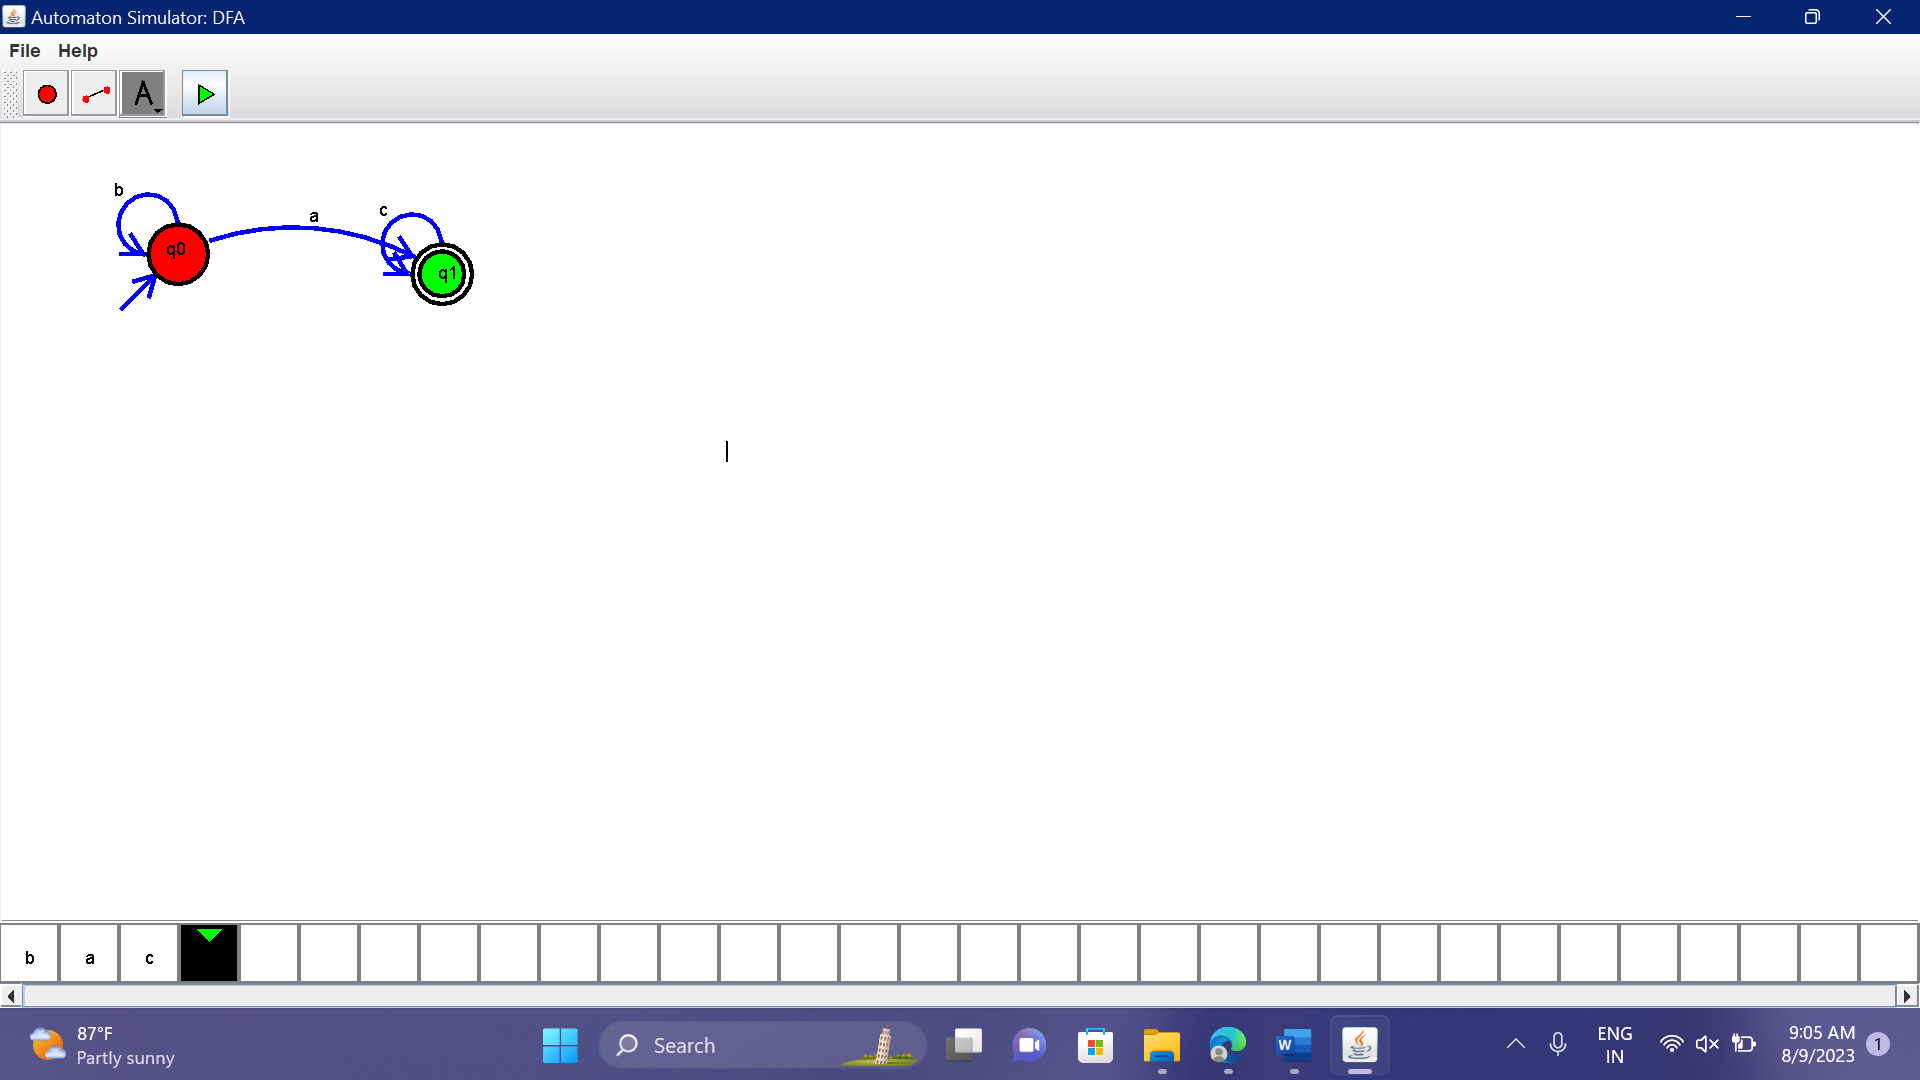 Automaton Simulator: DFA
File Help
A
b
a
c
q0
q1
b a c
87°F
Partly sunny
Search
W
ENG
IN
9:05 AM
8/9/2023
1